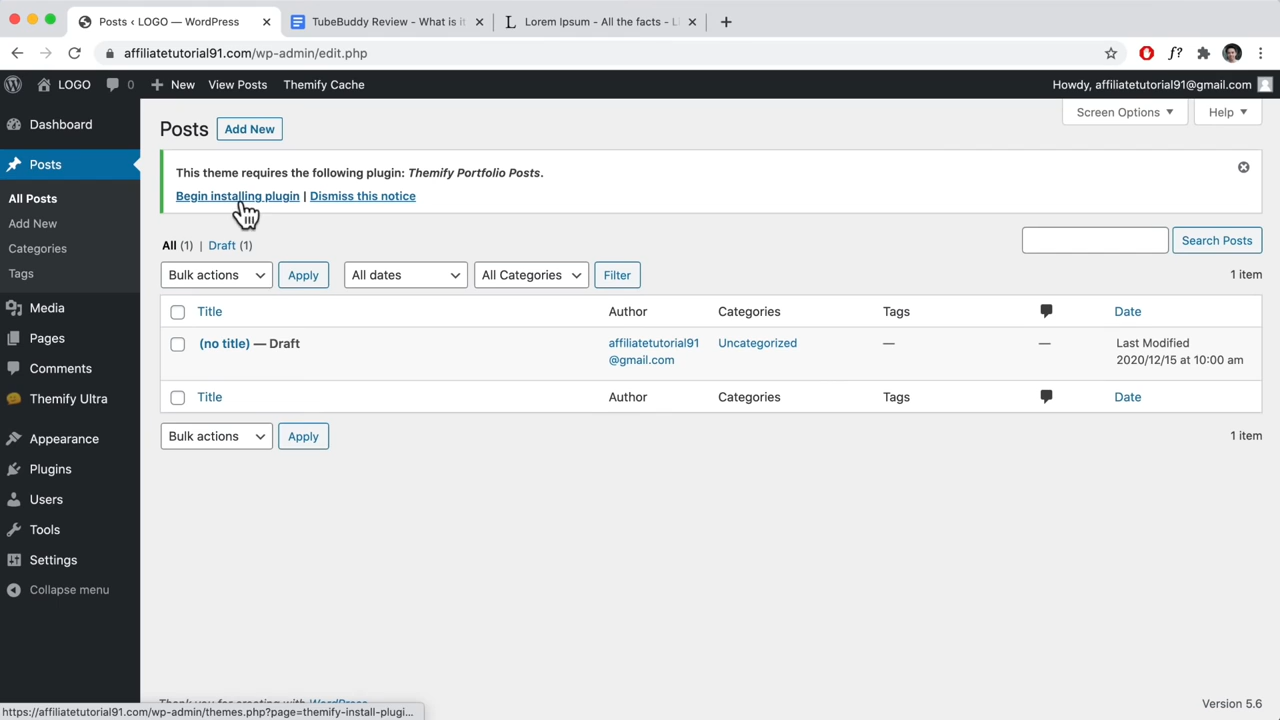 Posts ‹ LOGO — WordPress
TubeBuddy Review - What is it
Lorem Ipsum - All the facts - L
affiliatetutorial91.com/wp-admin/edit.php
f?
LOGO
0
New
View Posts
Themify Cache
Howdy, affiliatetutorial91@gmail.com
Dashboard
Posts
All Posts
Add New
Categories
Tags
Media
Pages
Comments
Themify Ultra
Appearance
Plugins
Users
Tools
Settings
Collapse menu
Screen Options
Help
Posts
Add New
This theme requires the following plugin: Themify Portfolio Posts.
Begin installing plugin | Dismiss this notice
All (1) | Draft (1)
Search Posts
Bulk actions
Apply
All dates
All Categories
Filter
1 item
Title
Author
Categories
Tags
Date
(no title) — Draft
affiliatetutorial91
@gmail.com
Uncategorized
—
—
Last Modified
2020/12/15 at 10:00 am
Title
Author
Categories
Tags
Date
Bulk actions
Apply
1 item
Thank you for creating with WordPress
Version 5.6
https://affiliatetutorial91.com/wp-admin/themes.php?page=themify-install-plugi...